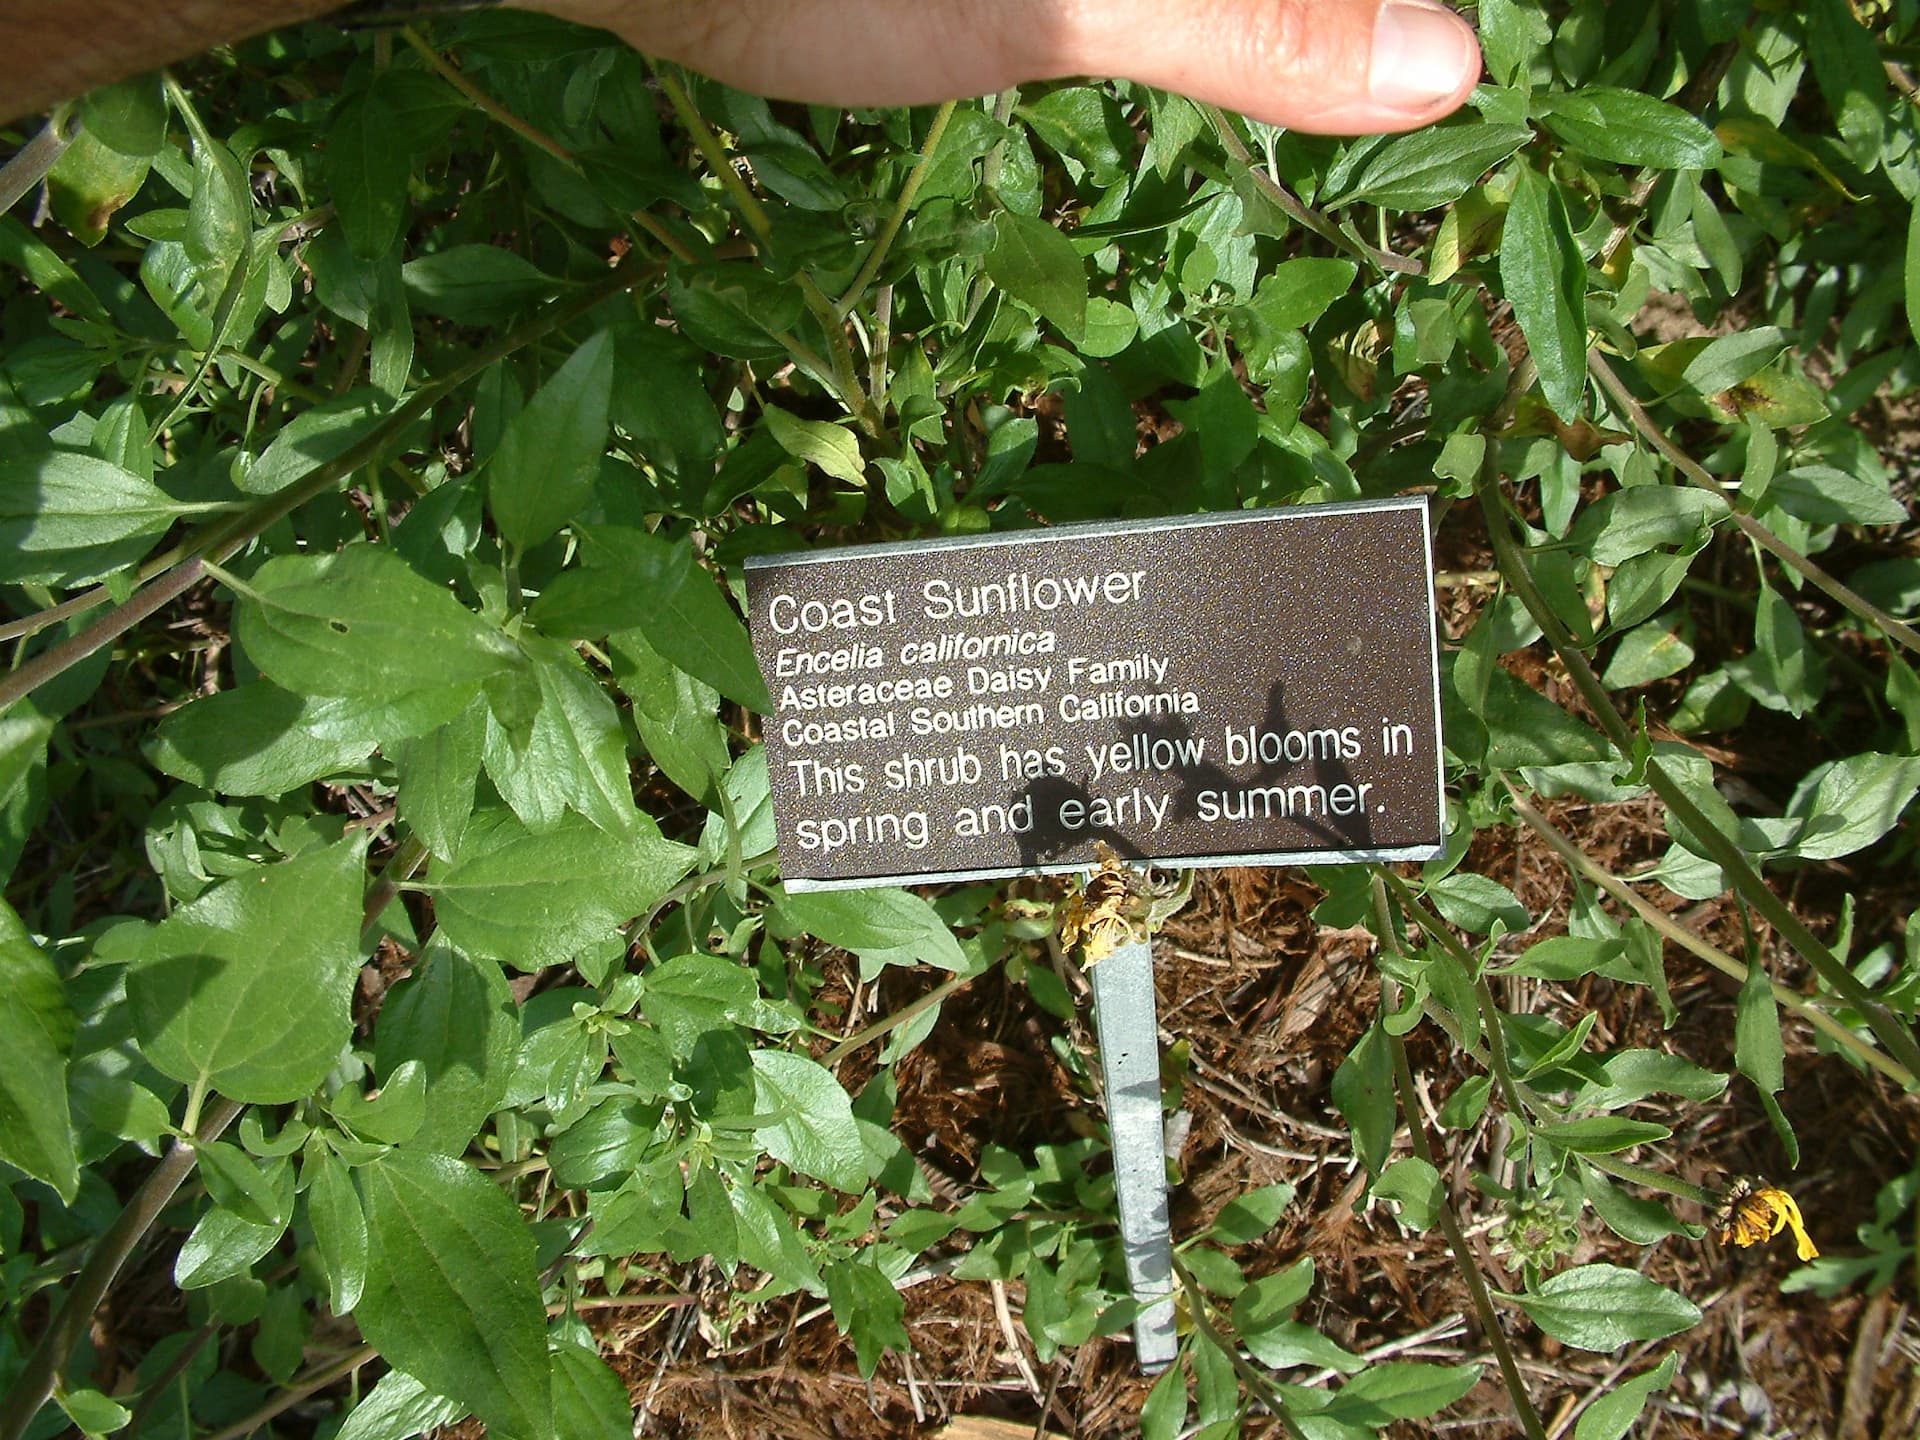 Coast Sunflower
Encelia californica
Asteraceae Daisy Family
Coastal Southern California
This shrub has yellow blooms in
spring and early summer.